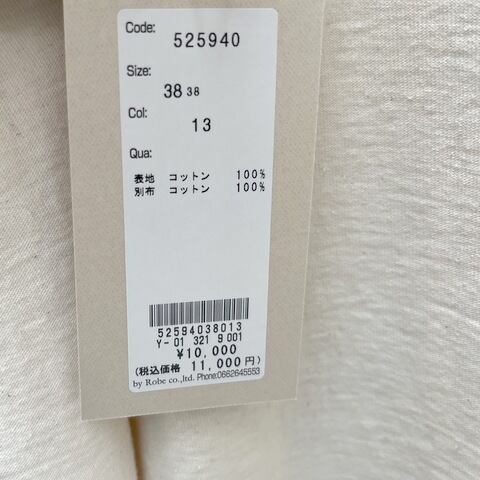 Code:
525940
Size:
38 38
Col:
13
Qua:
表地 コットン 100%
別布 コットン 100%
52594038013
Y-01 321 9 001
¥10,000
(税込価格 11,000円)
by Robe co.,ltd. Phone:0662645553